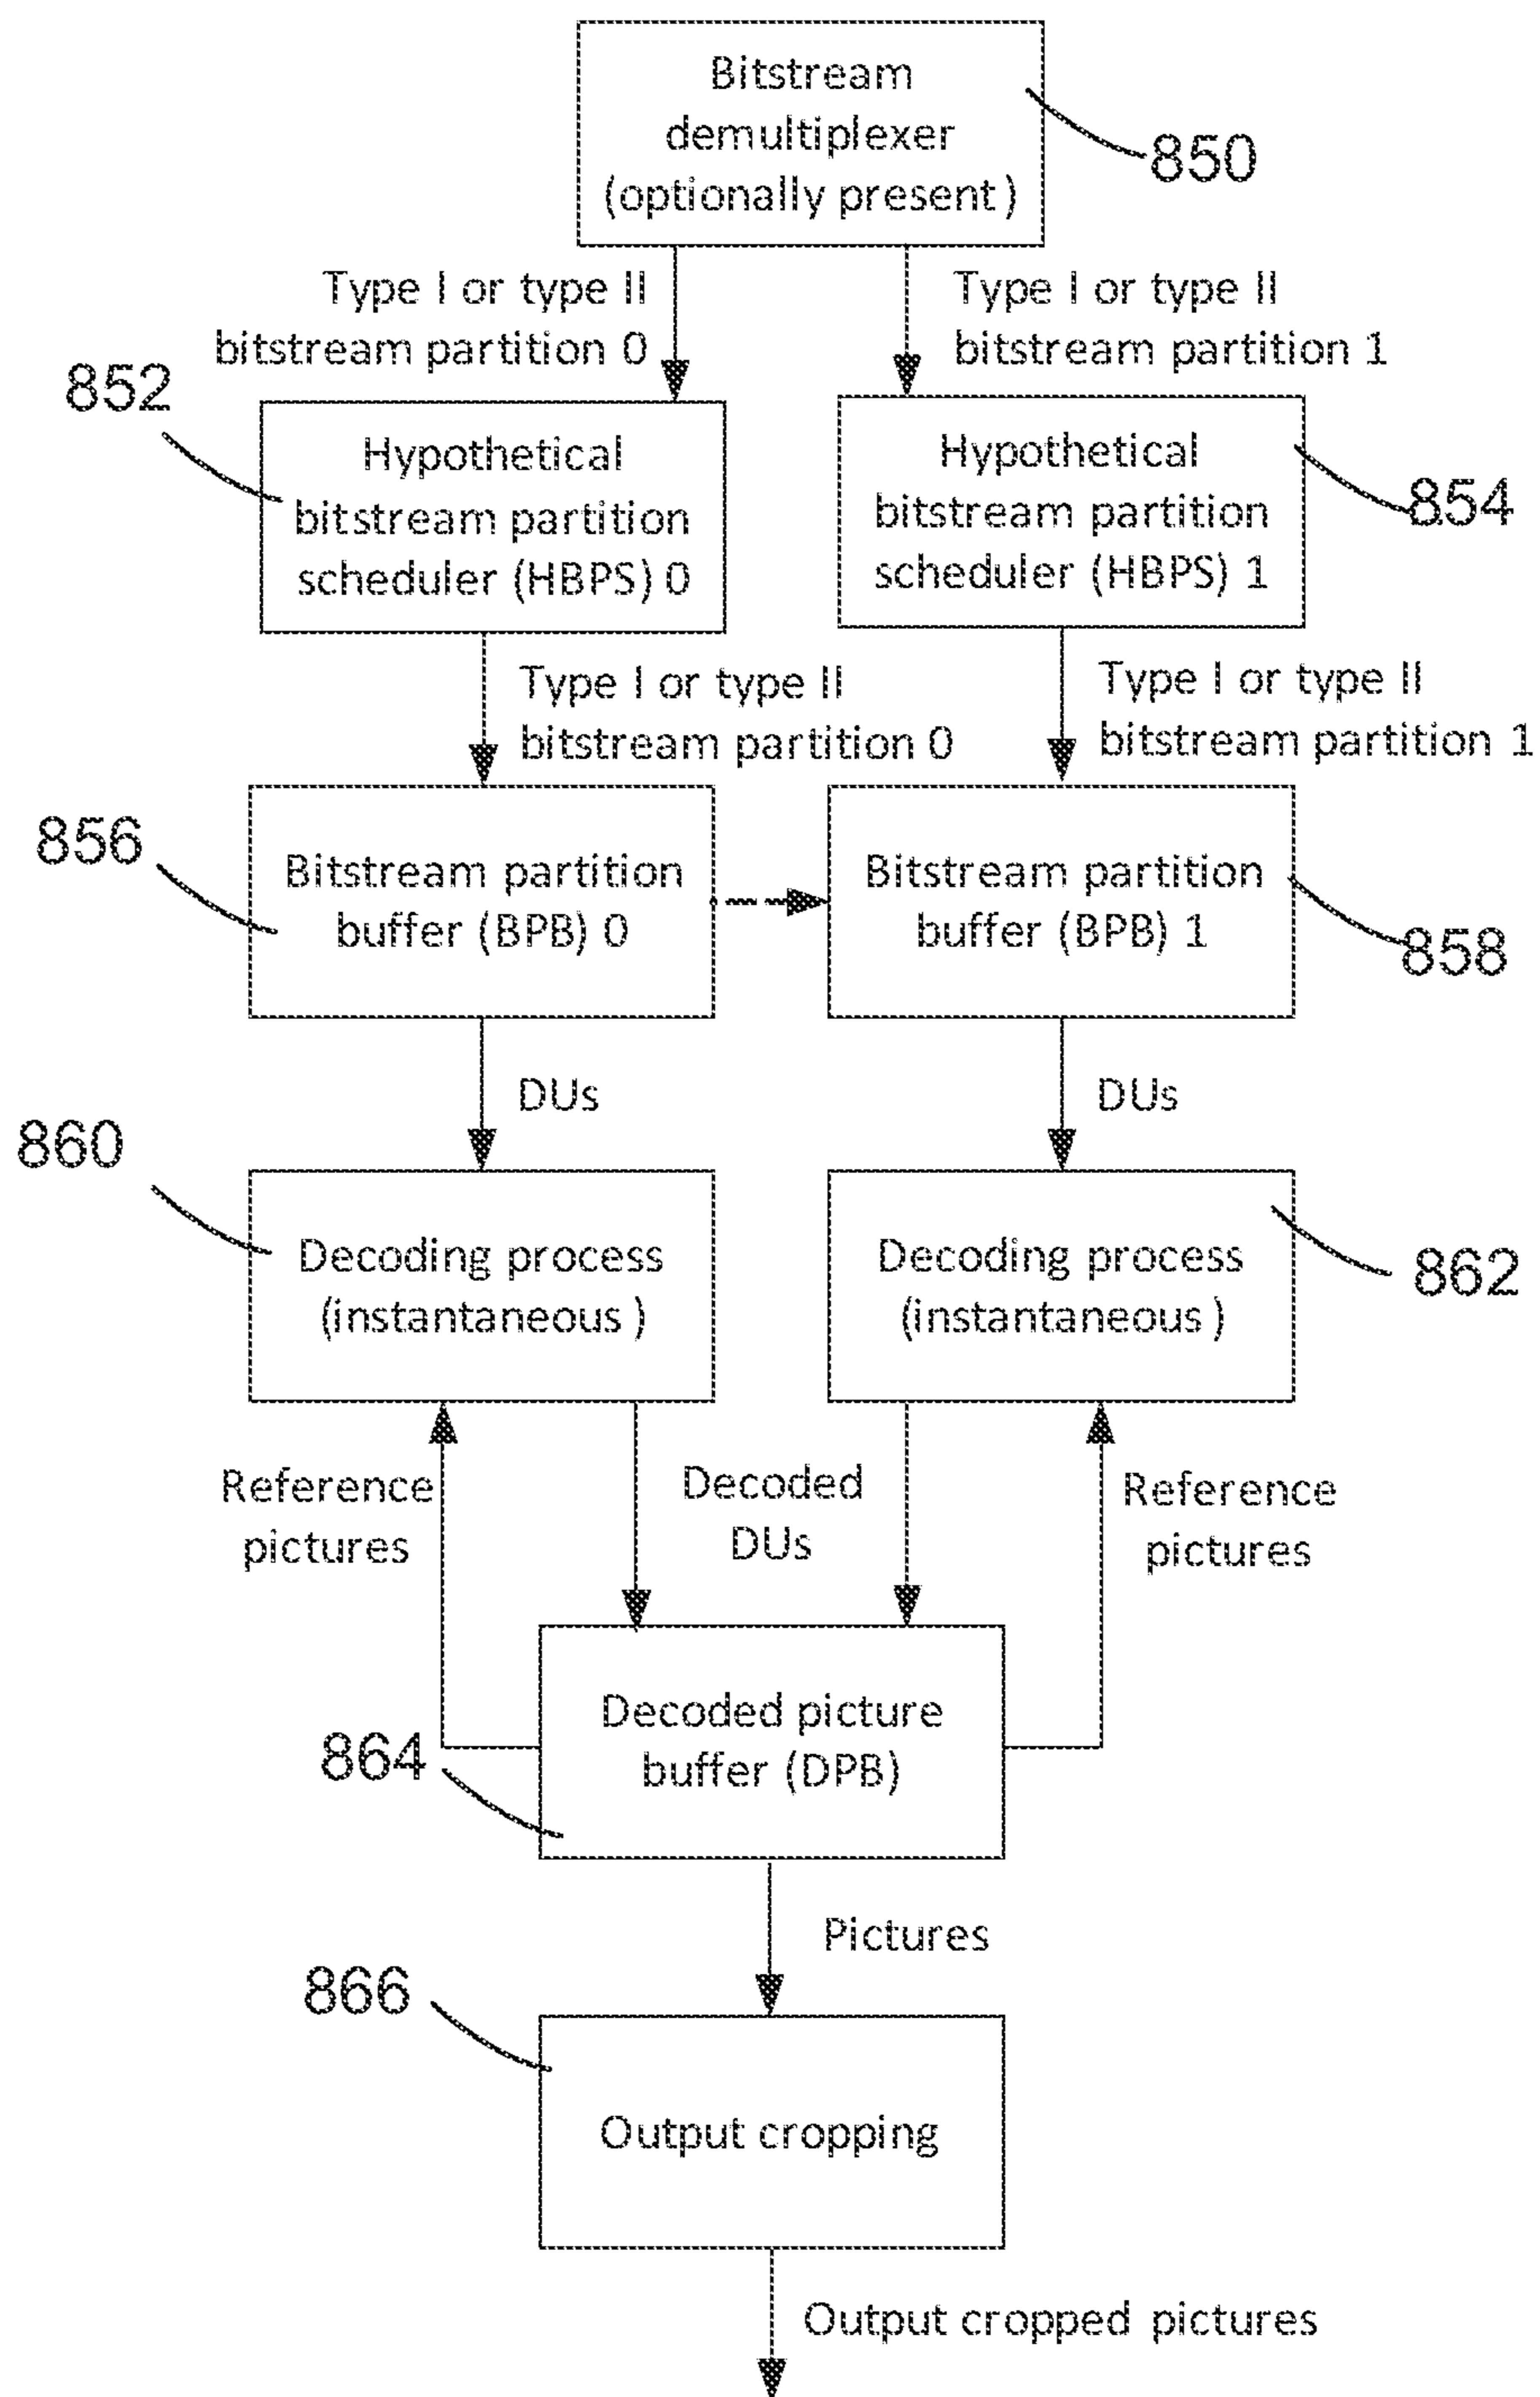 Bitstream
demultiplexer
(optionally present)
850
Type I or type II
bitstream partition 0
Type I or type II
bitstream partition 1
852
Hypothetical
bitstream partition
scheduler (HBPS) 0
Hypothetical
bitstream partition
scheduler (HBPS) 1
854
Type I or type II
bitstream partition 0
Type I or type II
bitstream partition 1
856
Bitstream partition
buffer (BPB) 0
Bitstream partition
buffer (BPB) 1
858
DUs
DUs
860
Decoding process
(instantaneous)
Decoding process
(instantaneous)
862
Reference
pictures
Decoded
DUs
Reference
pictures
864
Decoded picture
buffer (DPB)
Pictures
866
Output cropping
Output cropped pictures